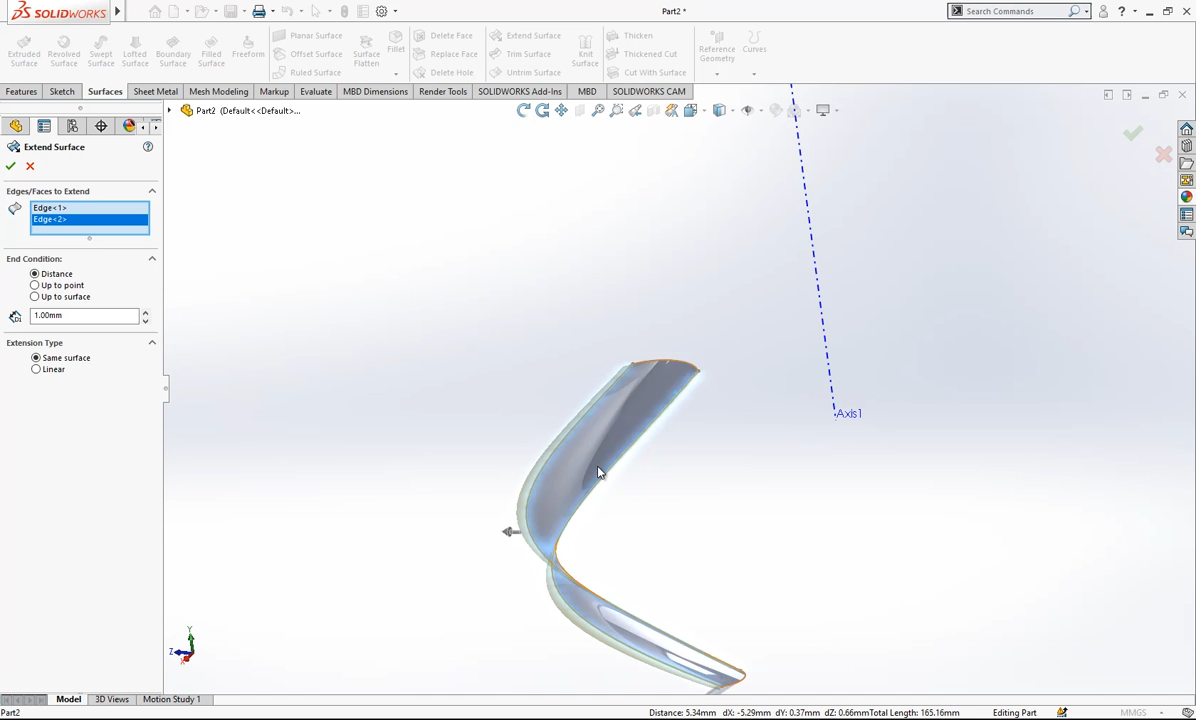 SOLIDWORKS
Part2 *
Search Commands
?
Extruded Surface
Revolved Surface
Swept Surface
Lofted Surface
Boundary Surface
Filled Surface
Freeform
Planar Surface
Offset Surface
Ruled Surface
Surface Flatten
Fillet
Delete Face
Replace Face
Delete Hole
Extend Surface
Trim Surface
Untrim Surface
Knit Surface
Thicken
Thickened Cut
Cut With Surface
Reference Geometry
Curves
Features Sketch Surfaces Sheet Metal Mesh Modeling Markup Evaluate MBD Dimensions Render Tools SOLIDWORKS Add-Ins MBD SOLIDWORKS CAM
Part2 (Default<<Default>...
Extend Surface
Edges/Faces to Extend
Edge<1>
Edge<2>
End Condition:
Distance
Up to point
Up to surface
D1
1.00mm
Extension Type
Same surface
Linear
Axis1
Y
Z
X
Model 3D Views Motion Study 1
Part2
Distance: 5.34mm dX: -5.29mm dY: 0.37mm dZ: 0.66mmTotal Length: 165.16mm
Editing Part
MMGS